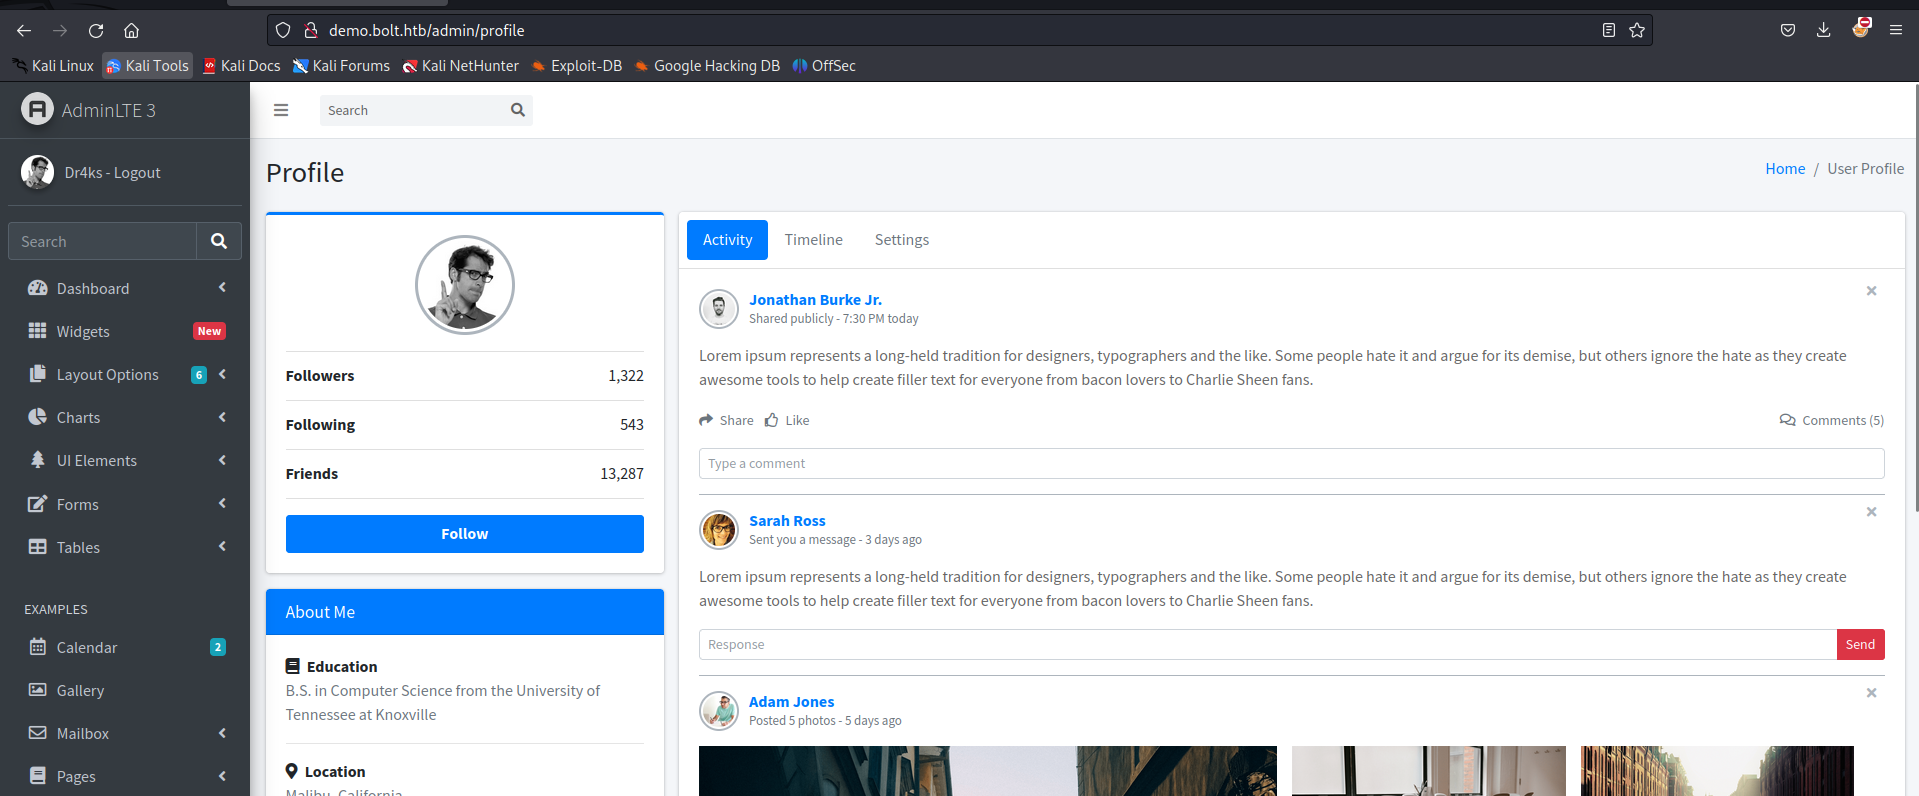 demo.bolt.htb/admin/profile
Kali Linux Kali Tools Kali Docs Kali Forums Kali NetHunter Exploit-DB Google Hacking DB OffSec
AdminLTE 3
Dr4ks - Logout
Search
Dashboard
Widgets New
Layout Options 6
Charts
UI Elements
Forms
Tables
EXAMPLES
Calendar 2
Gallery
Mailbox
Pages
Search
Profile
Home / User Profile
Followers 1,322
Following 543
Friends 13,287
Follow
About Me
Education
B.S. in Computer Science from the University of
Tennessee at Knoxville
Location
Malibu, California
Activity Timeline Settings
Jonathan Burke Jr.
Shared publicly - 7:30 PM today
Lorem ipsum represents a long-held tradition for designers, typographers and the like. Some people hate it and argue for its demise, but others ignore the hate as they create
awesome tools to help create filler text for everyone from bacon lovers to Charlie Sheen fans.
Share Like Comments (5)
Type a comment
Sarah Ross
Sent you a message - 3 days ago
Lorem ipsum represents a long-held tradition for designers, typographers and the like. Some people hate it and argue for its demise, but others ignore the hate as they create
awesome tools to help create filler text for everyone from bacon lovers to Charlie Sheen fans.
Response Send
Adam Jones
Posted 5 photos - 5 days ago